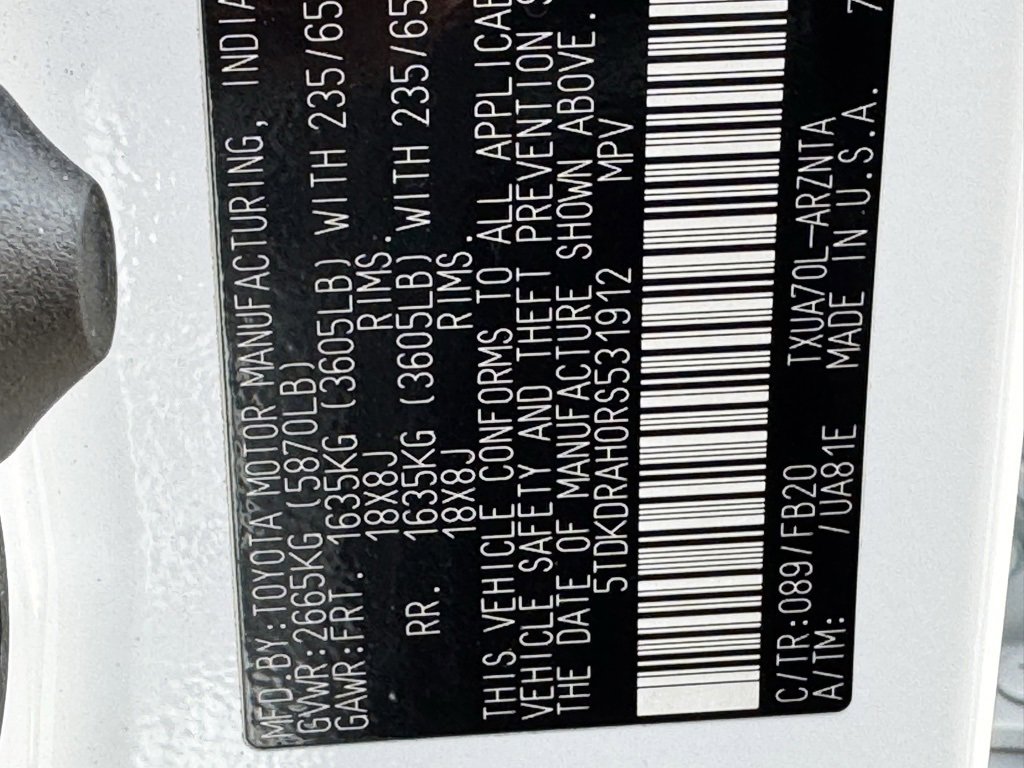 MFD.BY:TOYOTA MOTOR MANUFACTURING, INDIA
GVWR:2665KG (5870LB)
GAWR:FRT. 1635KG (3605LB) WITH 235/65
18X8J RIMS.
RR. 1635KG (3605LB) WITH 235/65
18X8J RIMS.
THIS VEHICLE CONFORMS TO ALL APPLICAB
VEHICLE SAFETY AND THEFT PREVENTION S
THE DATE OF MANUFACTURE SHOWN ABOVE.
5TDKDRAH0RS531912 MPV
C/TR:089/FB20 TXUA70L-ARZNTA 7
A/TM: /UA81E MADE IN U.S.A.